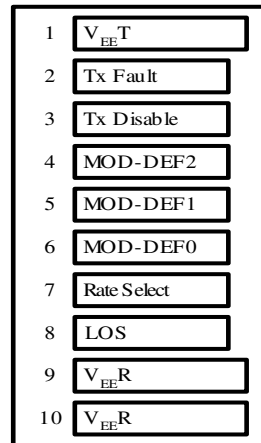 1 VEET
2 Tx Fault
3 Tx Disable
4 MOD-DEF2
5 MOD-DEF1
6 MOD-DEF0
7 Rate Select
8 LOS
9 VEER
10 VEER